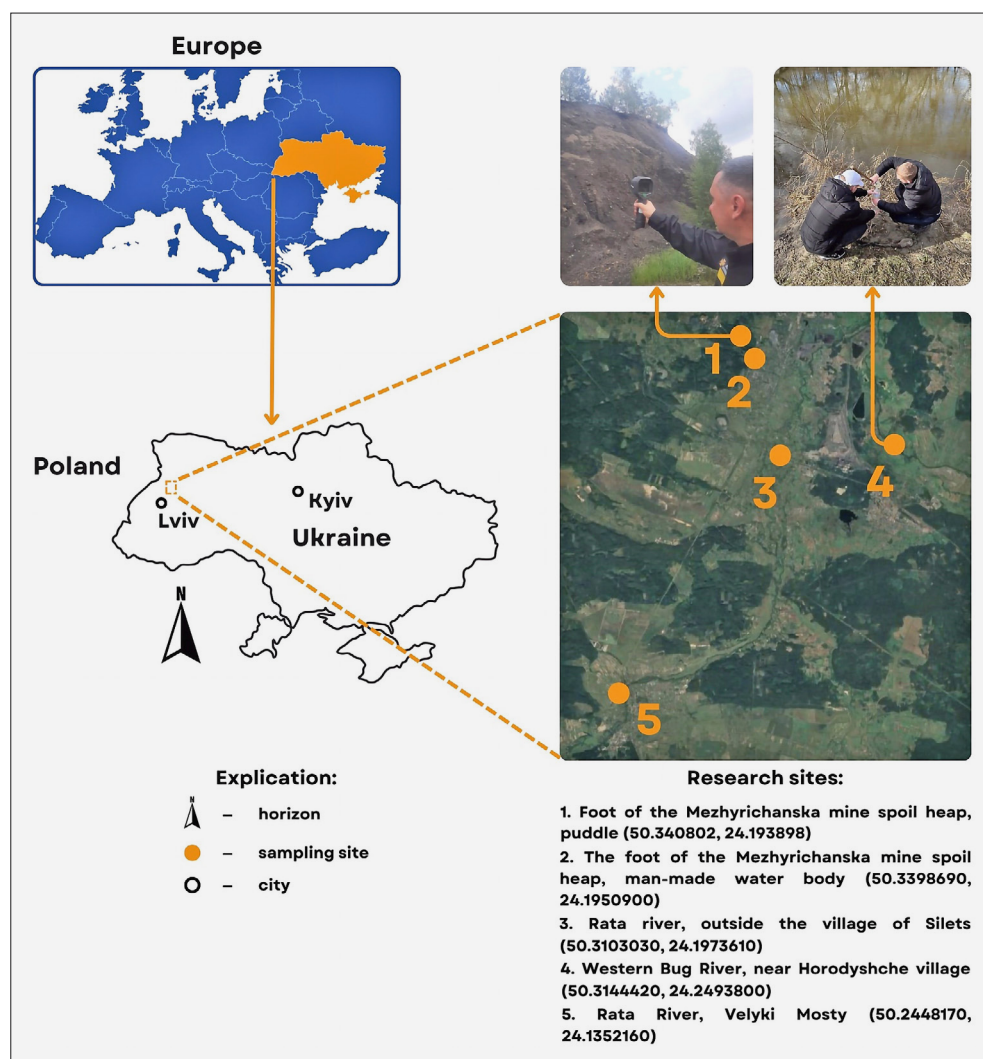 Europe
1
2
3
4
5
Poland
Lviv
Kyiv
Ukraine
N
Explication:
N
– horizon
– sampling site
– city
Research sites:
1. Foot of the Mezhyrichanska mine spoil heap,
puddle (50.340802, 24.193898)
2. The foot of the Mezhyrichanska mine spoil
heap, man-made water body (50.3398690,
24.1950900)
3. Rata river, outside the village of Silets
(50.3103030, 24.1973610)
4. Western Bug River, near Horodyshche village
(50.3144420, 24.2493800)
5. Rata River, Velyki Mosty (50.2448170,
24.1352160)